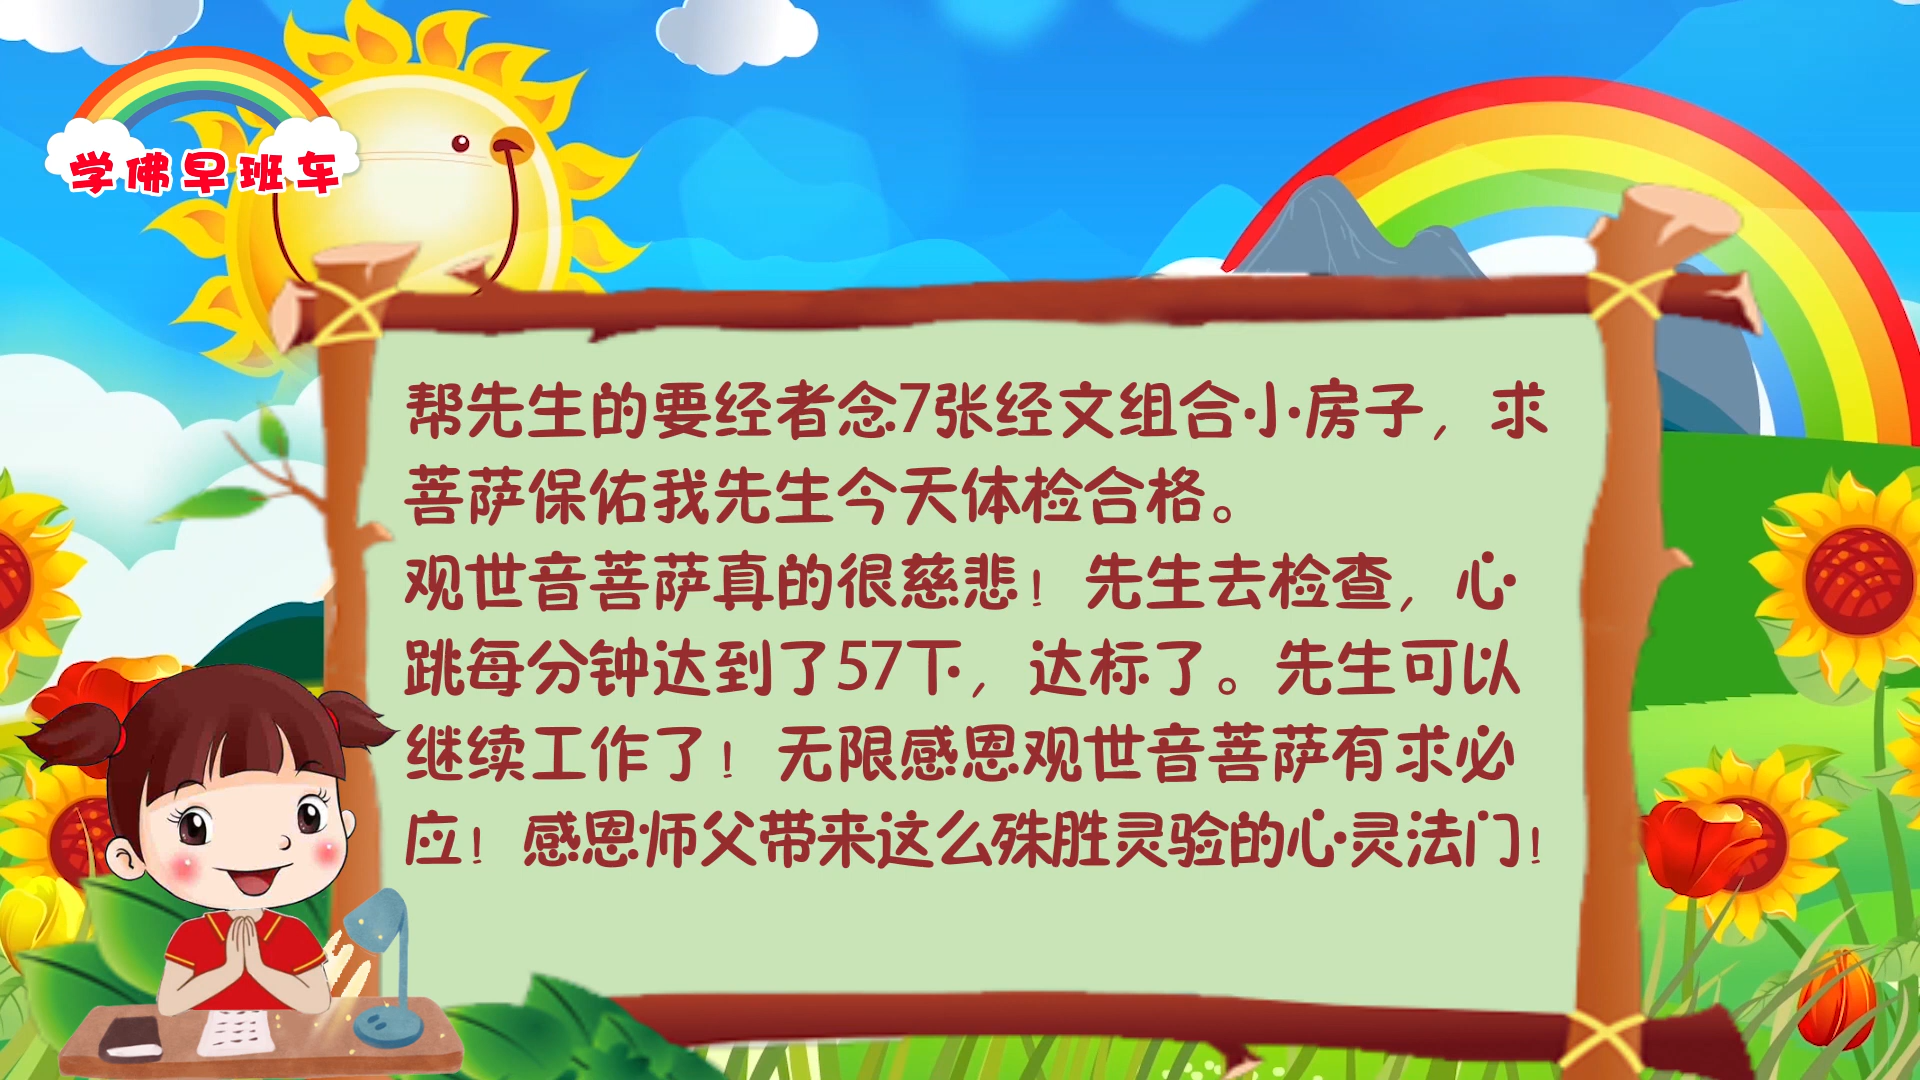 学佛早班车
帮先生的要经者念7张经文组合小房子，求
菩萨保佑我先生今天体检合格。
观世音菩萨真的很慈悲！先生去检查，心
跳每分钟达到了57下，达标了。先生可以
继续工作了！无限感恩观世音菩萨有求必
应！感恩师父带来这么殊胜灵验的心灵法门！